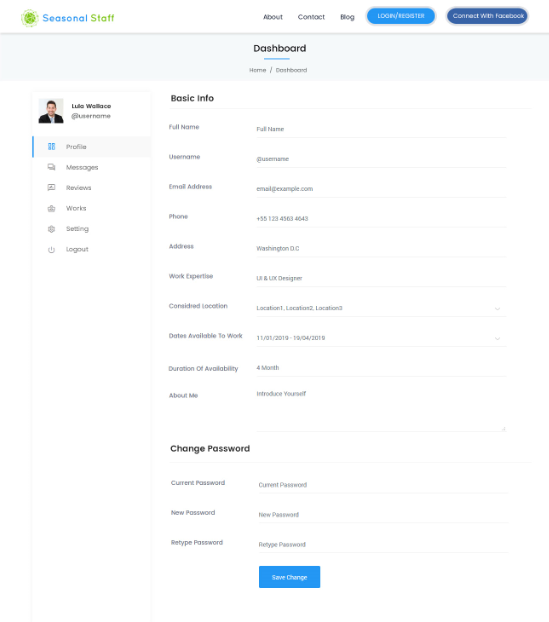 Seasonal Staff
About Contact Blog LOGIN/REGISTER Connect With Facebook
Dashboard
Home / Dashboard
Lula Wallace
@username
Profile
Messages
Reviews
Works
Setting
Logout
Basic Info
Full Name Full Name
Username @username
Email Address email@example.com
Phone +55 123 4563 4643
Address Washington D.C
Work Expertise UI & UX Designer
Considred Location Location1, Location2, Location3
Dates Available To Work 11/01/2019 - 19/04/2019
Duration Of Availability 4 Month
About Me Introduce Yourself
Change Password
Current Password Current Password
New Password New Password
Retype Password Retype Password
Save Change